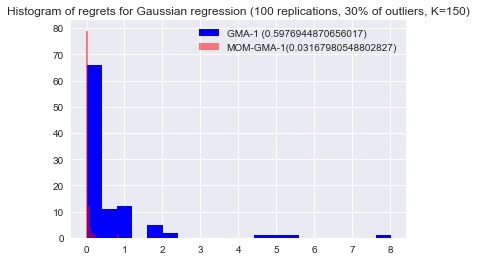 Histogram of regrets for Gaussian regression (100 replications, 30% of outliers, K=150)
GMA-1 (0.5976944870656017)
MOM-GMA-1(0.03167980548802827)
80
70
60
50
40
30
20
10
0
0 1 2 3 4 5 6 7 8